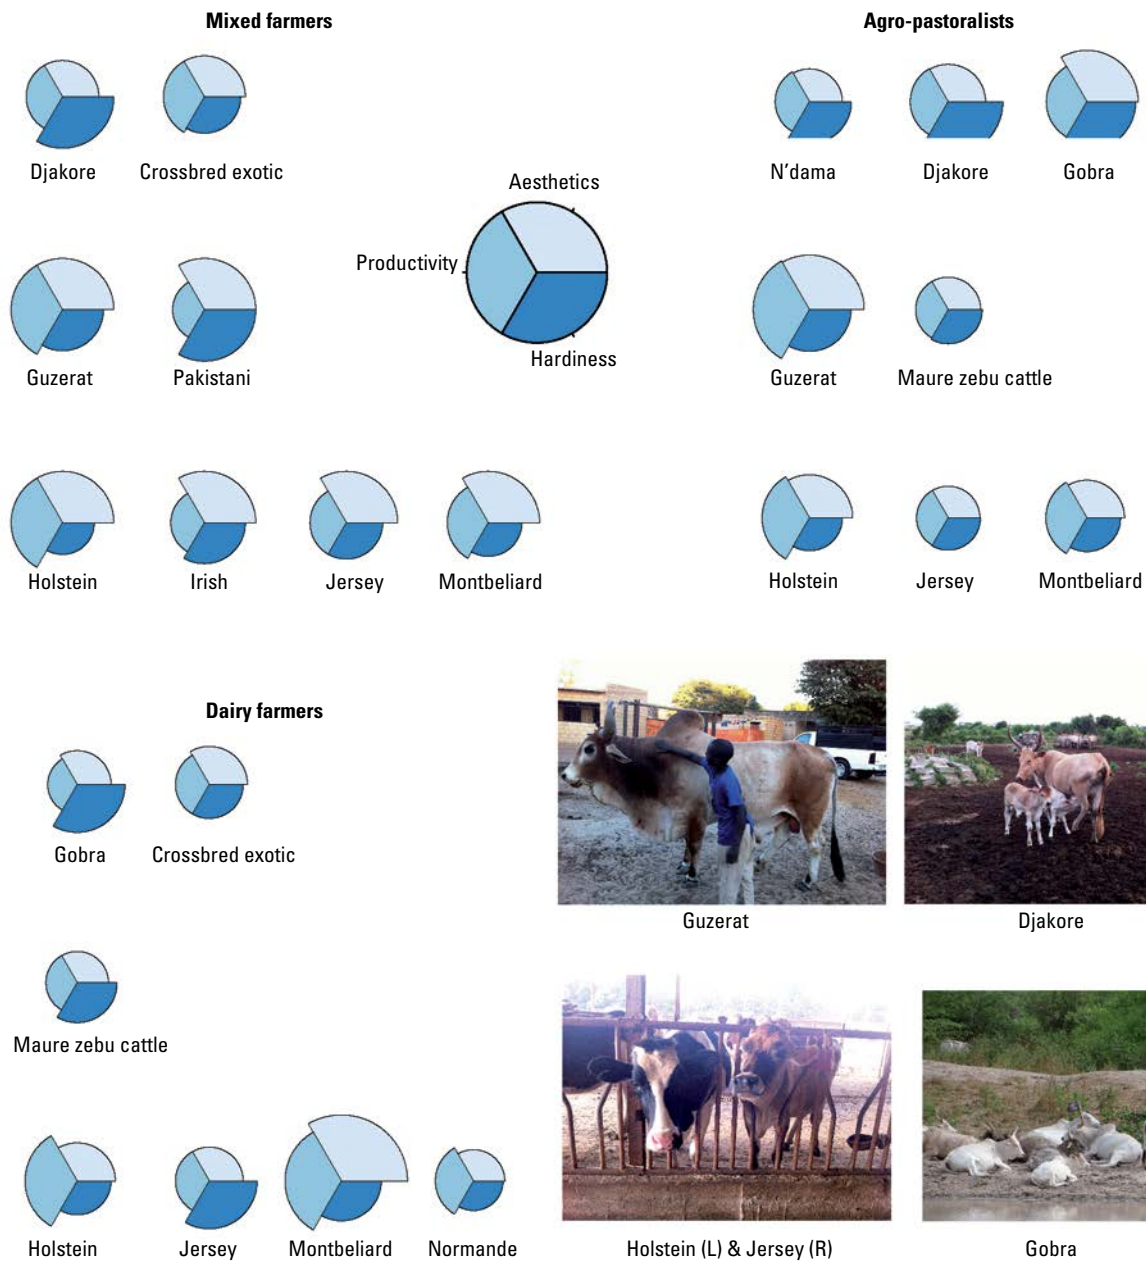 Mixed farmers
Agro-pastoralists
Djakore
Crossbred exotic
N'dama
Djakore
Gobra
Aesthetics
Productivity
Hardiness
Guzerat
Pakistani
Guzerat
Maure zebu cattle
Holstein
Irish
Jersey
Montbeliard
Holstein
Jersey
Montbeliard
Dairy farmers
Gobra
Crossbred exotic
Guzerat
Djakore
Maure zebu cattle
Holstein
Jersey
Montbeliard
Normande
Holstein (L) & Jersey (R)
Gobra